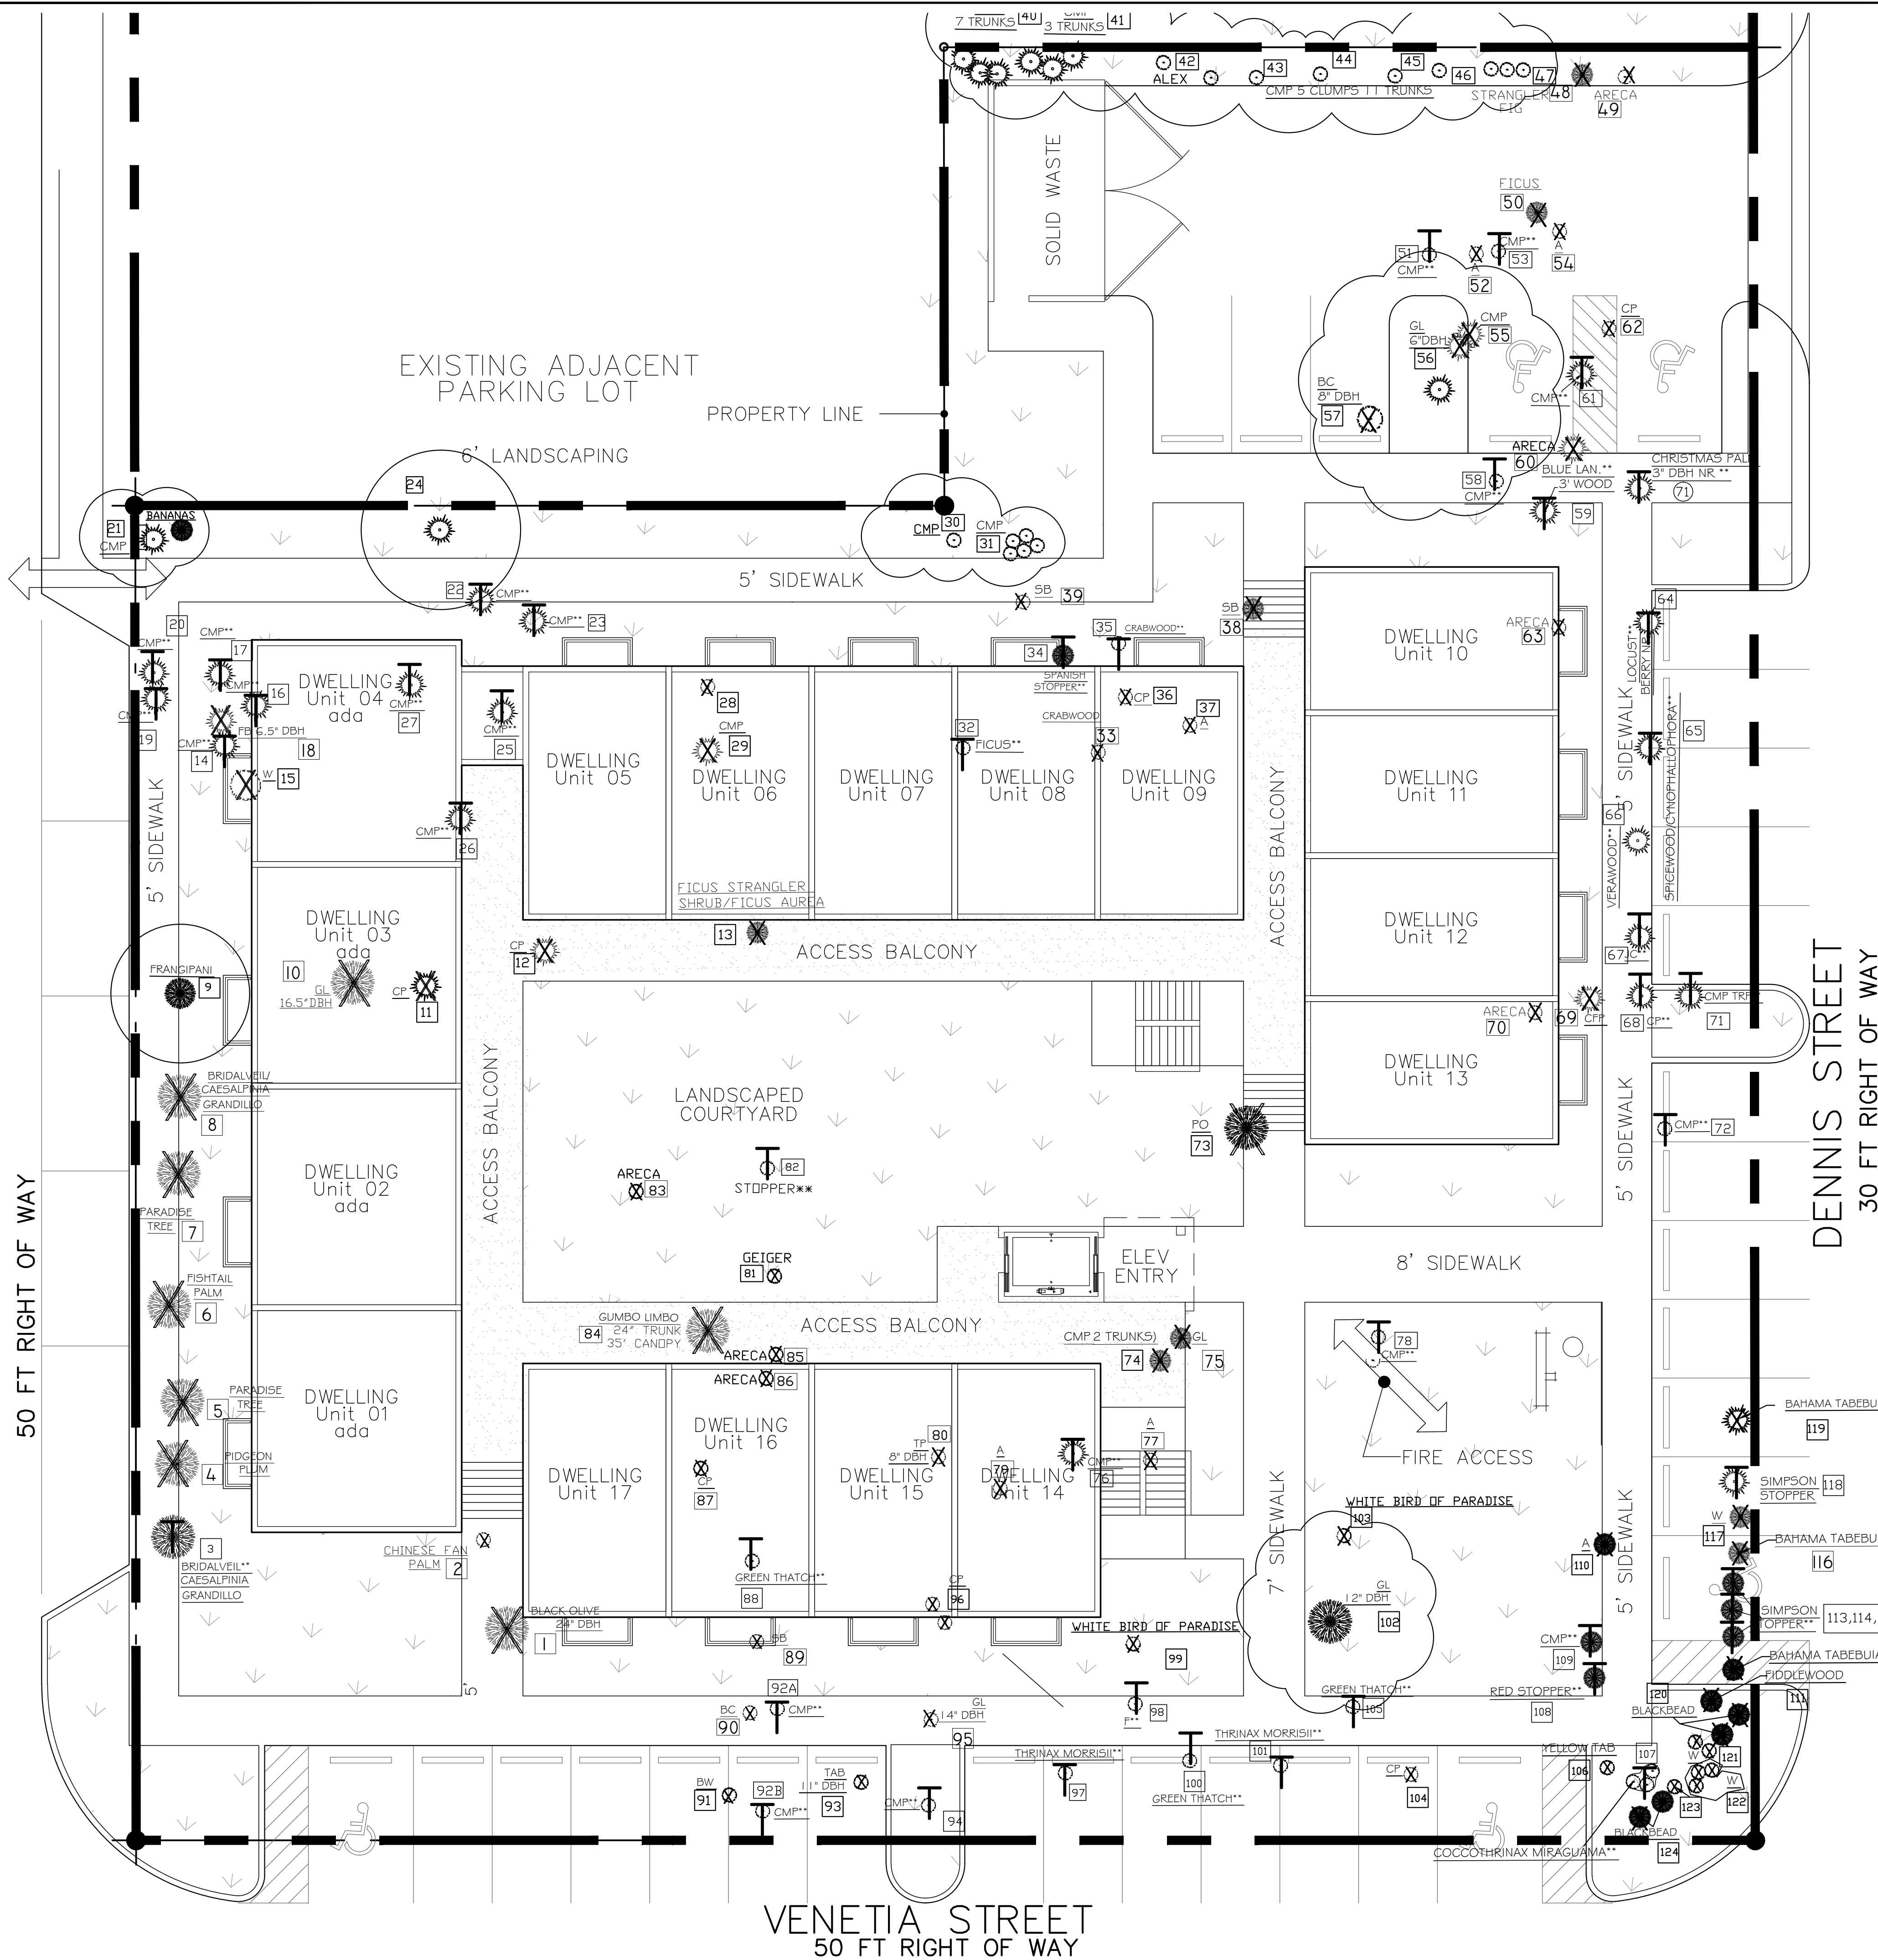 7 TRUNKS 40 CMP 41
3 TRUNKS
42 43 44 45 46 47
ALEX
CMP 5 CLUMPS 11 TRUNKS
STRANGLER 48 ARECA
FIG 49
SOLID WASTE
FICUS
50
51 CMP**
CMP** 53
A A
52 54
EXISTING ADJACENT
PARKING LOT
PROPERTY LINE
6' LANDSCAPING
GL CMP
6"DBH 55
56
CP
62
BC
8" DBH
57
CMP** 61
ARECA
60
58
CMP**
BLUE LAN.**
3' WOOD
59
CHRISTMAS PAL
3" DBH NR **
71
24
21 BANANAS
CMP
CMP 30 CMP
31
5' SIDEWALK
22 CMP**
CMP** 23
SB 39
SB
38
20
CMP**
CMP**
17
CMP**
16
CMP**
19
FB 6.5" DBH
18
CMP**
14
W 15
DWELLING
Unit 04
ada
CMP**
27
CMP**
25
CMP**
26
28
CMP
29
34
SPANISH
STOPPER**
35
CRABWOOD**
CP 36
37
A
CRABWOOD
33
32
FICUS**
DWELLING
Unit 05
DWELLING
Unit 06
DWELLING
Unit 07
DWELLING
Unit 08
DWELLING
Unit 09
DWELLING
Unit 10
ARECA
63
64
LOCUST**
BERRY NR
65
SPICEWOOD/CYNOPHALLOPHORA**
5' SIDEWALK
66
VERAWOOD**
DWELLING
Unit 11
DWELLING
Unit 12
DWELLING
Unit 13
5' SIDEWALK
ACCESS BALCONY
FICUS STRANGLER
SHRUB/FICUS AUREA
13
ACCESS BALCONY
CP
12
DWELLING
Unit 03
ada
10
GL
16.5"DBH
CP
11
FRANGIPANI
9
67
ARECA
70
69
CFP
68 CP**
71
DENNIS STREET
30 FT RIGHT OF WAY
BRIDALVEIL/
CAESALPINIA
GRANDILLO
8
ACCESS BALCONY
LANDSCAPED
COURTYARD
PO
73
CMP** 72
5' SIDEWALK
DWELLING
Unit 02
ada
ARECA
83
82
STOPPER**
PARADISE
TREE 7
50 FT RIGHT OF WAY
GEIGER
81
ELEV
ENTRY
8' SIDEWALK
FISHTAIL
PALM
6
GUMBO LIMBO
84 24" TRUNK
35' CANOPY
ACCESS BALCONY
CMP 2 TRUNKS)
74
GL
75
78
CMP**
ARECA 85
ARECA 86
DWELLING
Unit 01
ada
PARADISE
TREE
5
PIDGEON
PLUM
4
DWELLING
Unit 16
A
77
FIRE ACCESS
BAHAMA TABEBU
119
80
TP
8" DBH
A
79
CMP**
76
DWELLING
Unit 17
DWELLING
Unit 15
DWELLING
Unit 14
CP
87
7' SIDEWALK
WHITE BIRD OF PARADISE
103
SIMPSON
STOPPER 118
W
117
BAHAMA TABEBU
116
3
BRIDALVEIL**
CAESALPINIA
GRANDILLO
CHINESE FAN
PALM 2
GREEN THATCH**
88
CP
96
A
110
5' SIDEWALK
GL
12" DBH
102
SIMPSON
TOPPER** 113,114,
BLACK OLIVE
24" DBH
1
SB
89
WHITE BIRD OF PARADISE
99
CMP**
109
BAHAMA TABEBUIA
FIDDLEWOOD
5'
92A
BC
90
CMP**
GL
14" DBH
95
F** 98
GREEN THATCH**
105
RED STOPPER**
108
120
BLACKBEAD
111
THRINAX MORRISII**
97
100
GREEN THATCH**
THRINAX MORRISII**
101
CP
104
YELLOW TAB
106
107
W
121
W
122
123
BW
91
92B
CMP**
TAB
11" DBH
93
CMP**
94
BLACKBEAD
124
COCCOTHRINAX MIRAGUAMA**
VENETIA STREET
50 FT RIGHT OF WAY